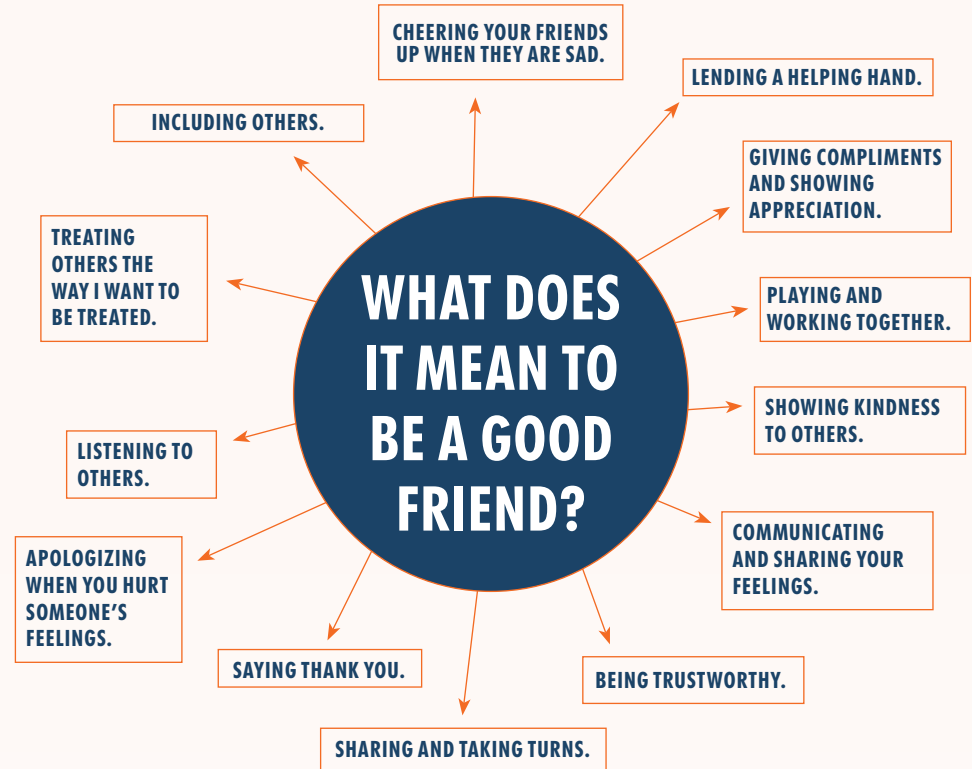 CHEERING YOUR FRIENDS
UP WHEN THEY ARE SAD.
LENDING A HELPING HAND.
INCLUDING OTHERS.
GIVING COMPLIMENTS
AND SHOWING
APPRECIATION.
TREATING
OTHERS THE
WAY I WANT TO
BE TREATED.
WHAT DOES
IT MEAN TO
BE A GOOD
FRIEND?
PLAYING AND
WORKING TOGETHER.
SHOWING KINDNESS
TO OTHERS.
LISTENING TO
OTHERS.
COMMUNICATING
AND SHARING YOUR
FEELINGS.
APOLOGIZING
WHEN YOU HURT
SOMEONE'S
FEELINGS.
SAYING THANK YOU.
BEING TRUSTWORTHY.
SHARING AND TAKING TURNS.